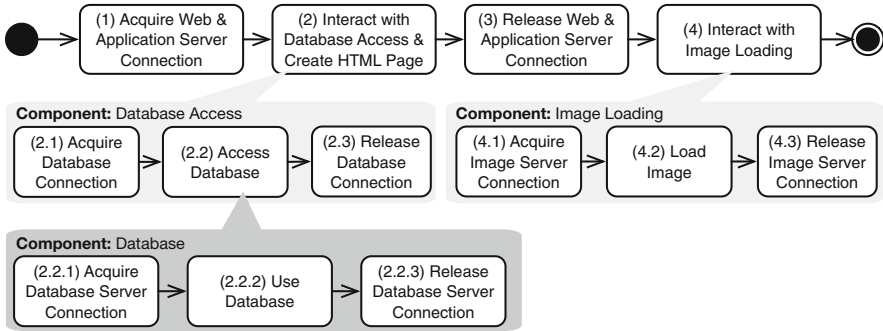 (1) Acquire Web &
Application Server
Connection
(2) Interact with
Database Access &
Create HTML Page
(3) Release Web &
Application Server
Connection
(4) Interact with
Image Loading
Component: Database Access
(2.1) Acquire
Database
Connection
(2.2) Access
Database
(2.3) Release
Database
Connection
Component: Image Loading
(4.1) Acquire
Image Server
Connection
(4.2) Load
Image
(4.3) Release
Image Server
Connection
Component: Database
(2.2.1) Acquire
Database Server
Connection
(2.2.2) Use
Database
(2.2.3) Release
Database Server
Connection